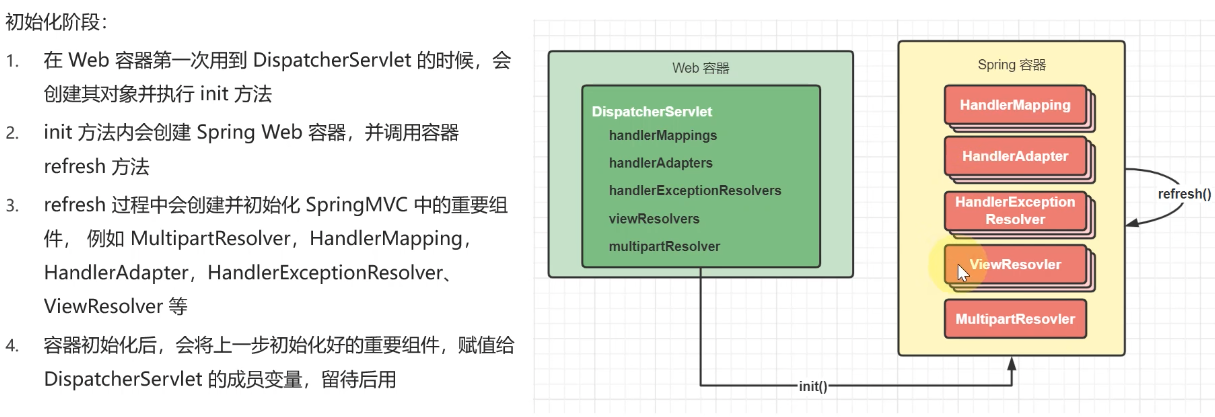 初始化阶段：
1. 在 Web 容器第一次用到 DispatcherServlet 的时候，会
创建其对象并执行 init 方法
2. init 方法内会创建 Spring Web 容器，并调用容器
refresh 方法
3. refresh 过程中会创建并初始化 SpringMVC 中的重要组
件， 例如 MultipartResolver，HandlerMapping，
HandlerAdapter，HandlerExceptionResolver、
ViewResolver 等
4. 容器初始化后，会将上一步初始化好的重要组件，赋值给
DispatcherServlet 的成员变量，留待后用
Web 容器
DispatcherServlet
handlerMappings
handlerAdapters
handlerExceptionResolvers
viewResolvers
multipartResolver
Spring 容器
HandlerMapping
HandlerAdapter
HandlerException
Resolver
ViewResovler
MultipartResovler
refresh()
init()